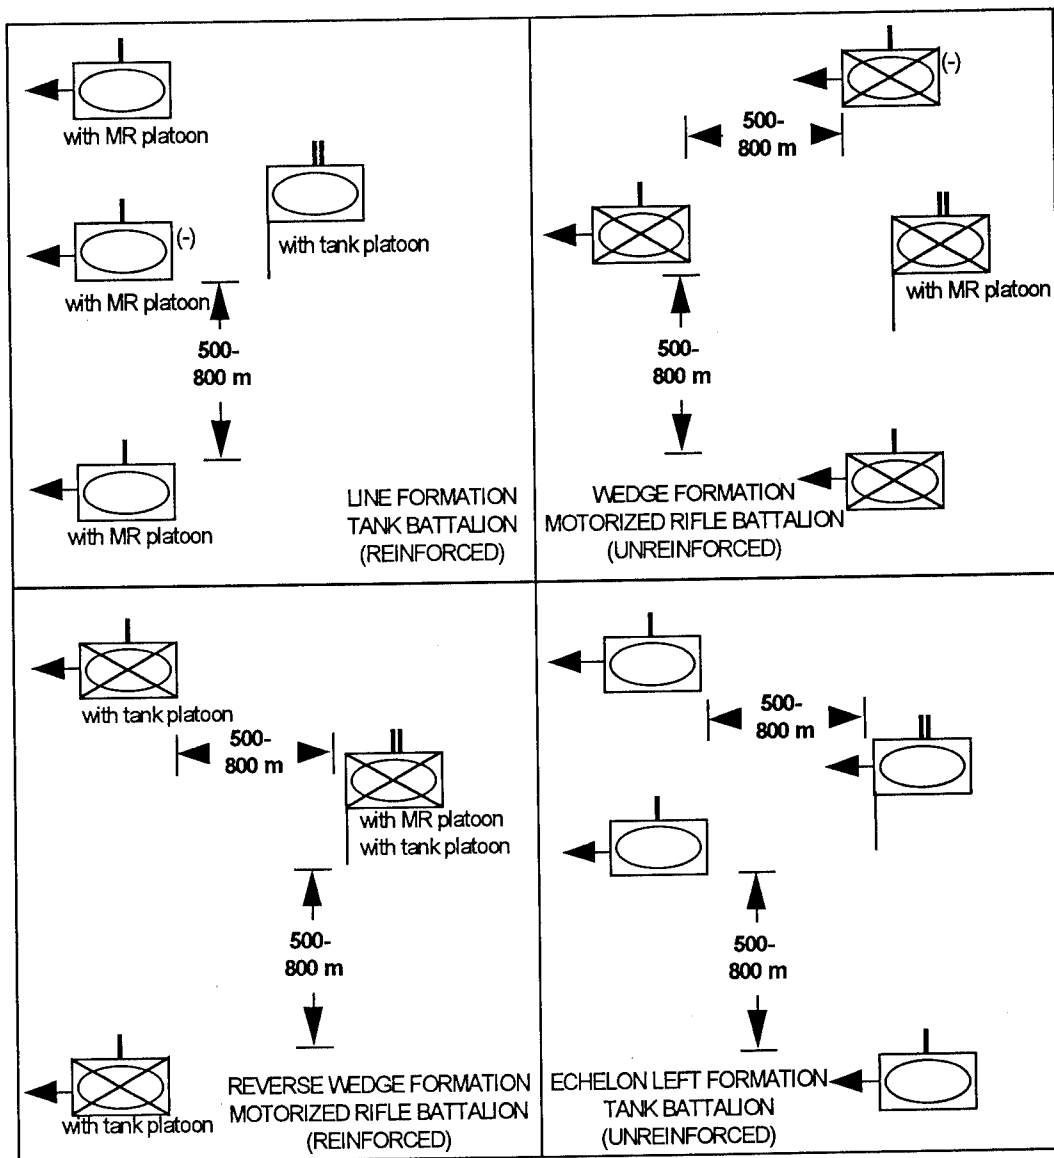 with MR platoon
with tank platoon
(-)
with MR platoon
500-
800 m
with MR platoon
LINE FORMATION
TANK BATTALION
(REINFORCED)
(-)
500-
800 m
with MR platoon
500-
800 m
WEDGE FORMATION
MOTORIZED RIFLE BATTALION
(UNREINFORCED)
with tank platoon
500-
800 m
with MR platoon
with tank platoon
500-
800 m
with tank platoon
REVERSE WEDGE FORMATION
MOTORIZED RIFLE BATTALION
(REINFORCED)
500-
800 m
500-
800 m
ECHELON LEFT FORMATION
TANK BATTALION
(UNREINFORCED)